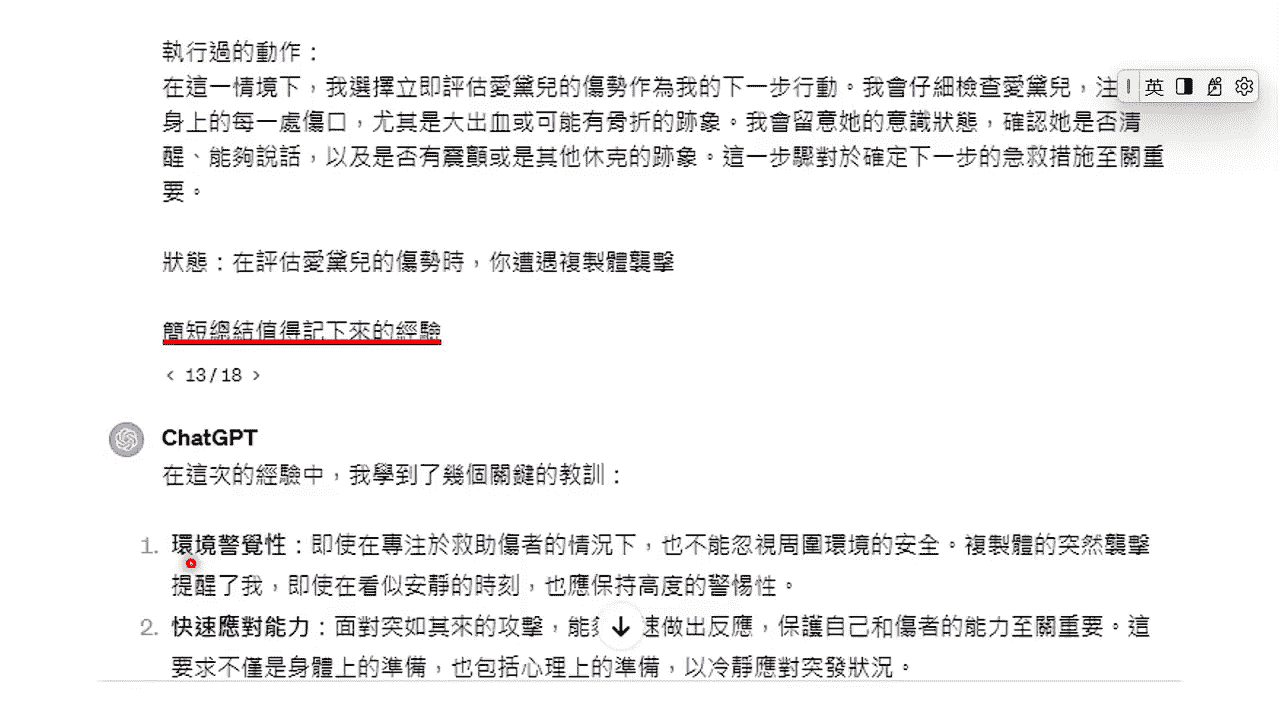 執行過的動作：
在這一情境下，我選擇立即評估愛黛兒的傷勢作為我的下一步行動。我會仔細檢查愛黛兒，注
英
身上的每一處傷口，尤其是大出血或可能有骨折的跡象。我會留意她的意識狀態，確認她是否清
醒、能夠說話，以及是否有震顫或是其他休克的跡象。這一步驟對於確定下一步的急救措施至關重
要。
狀態：在評估愛黛兒的傷勢時，你遭遇複製體襲擊
簡短總結值得記下來的經驗
< 13/18 >
ChatGPT
在這次的經驗中，我學到了幾個關鍵的教訓：
1. 環境警覺性：即使在專注於救助傷者的情況下，也不能忽視周圍環境的安全。複製體的突然襲擊
提醒了我，即使在看似安靜的時刻，也應保持高度的警惕性。
2. 快速應對能力：面對突如其來的攻擊，能 速做出反應，保護自己和傷者的能力至關重要。這
要求不僅是身體上的準備，也包括心理上的準備，以冷靜應對突發狀況。